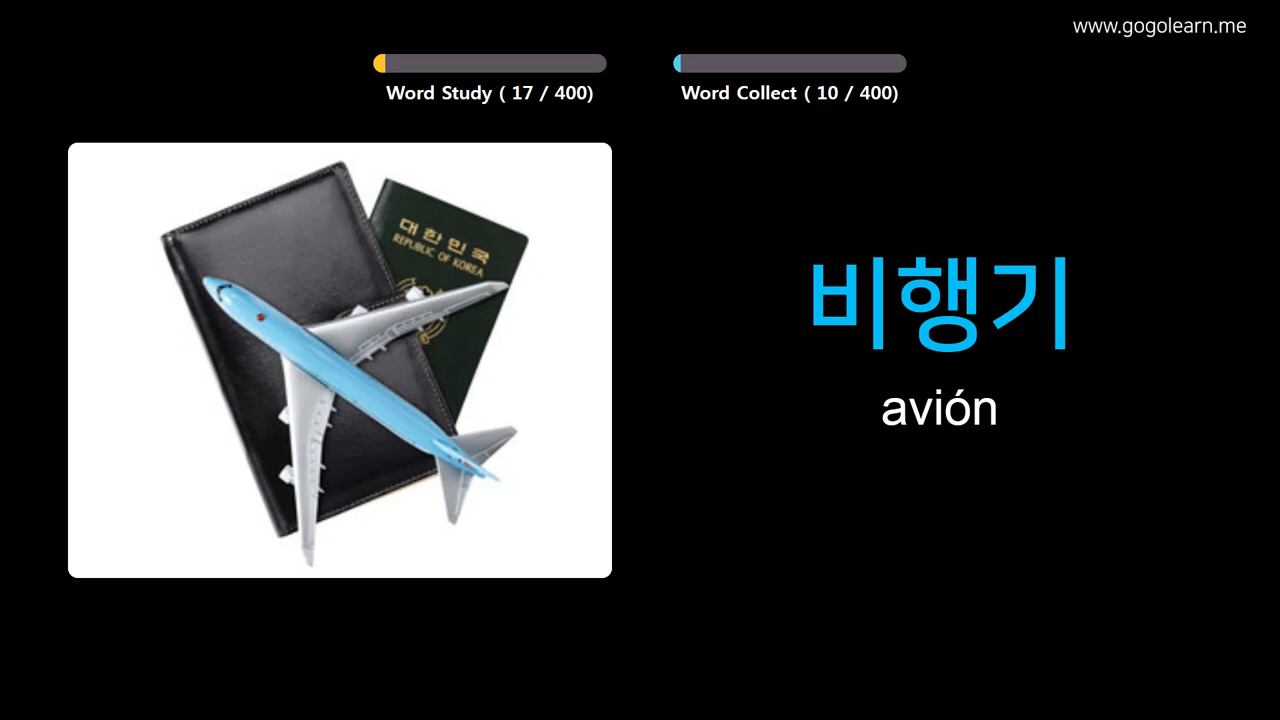 www.gogolearn.me
Word Study ( 17 / 400)
Word Collect ( 10 / 400)
대한민국
REPUBLIC OF KOREA
비행기
avión